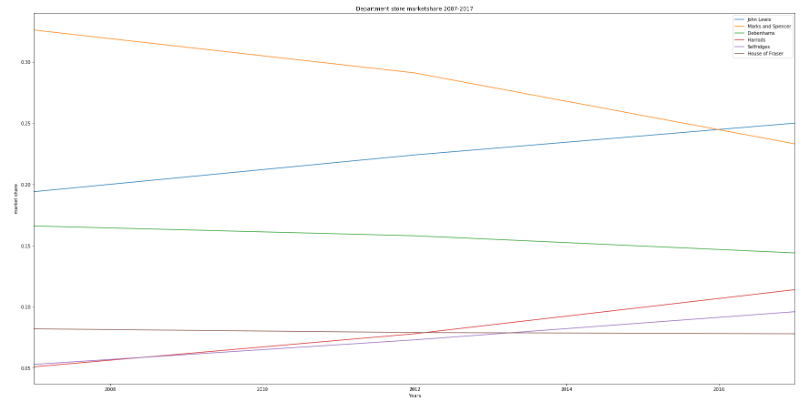 Department store marketshare 2007-2017
John Lewis
Marks and Spencer
Debenhams
Harrods
Selfridges
House of Fraser
market share
0.30
0.25
0.20
0.15
0.10
0.05
2008
2010
2012
2014
2016
Years